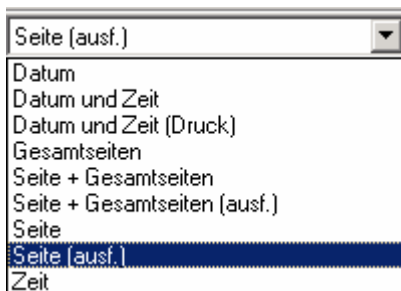 Seite (ausf.)
Datum
Datum und Zeit
Datum und Zeit (Druck)
Gesamtseiten
Seite + Gesamtseiten
Seite + Gesamtseiten (ausf.)
Seite
Seite (ausf.)
Zeit